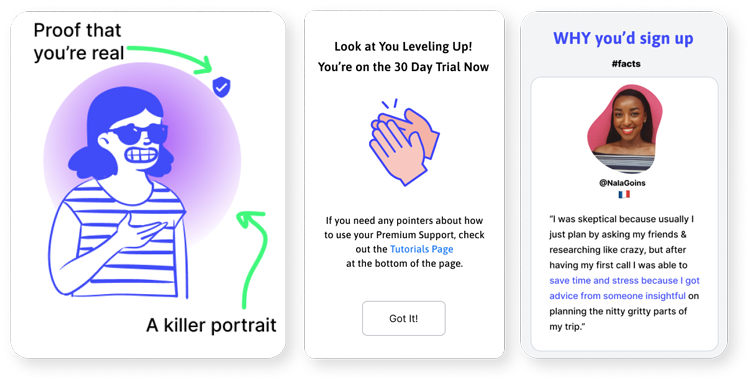 Proof that
you're real
A killer portrait
Look at You Leveling Up!
You're on the 30 Day Trial Now
If you need any pointers about how
to use your Premium Support, check
out the Tutorials Page
at the bottom of the page.
Got It!
WHY you'd sign up
#facts
@NalaGoins
“I was skeptical because usually I
just plan by asking my friends &
researching like crazy, but after
having my first call I was able to
save time and stress because I got
advice from someone insightful on
planning the nitty gritty parts of
my trip.”